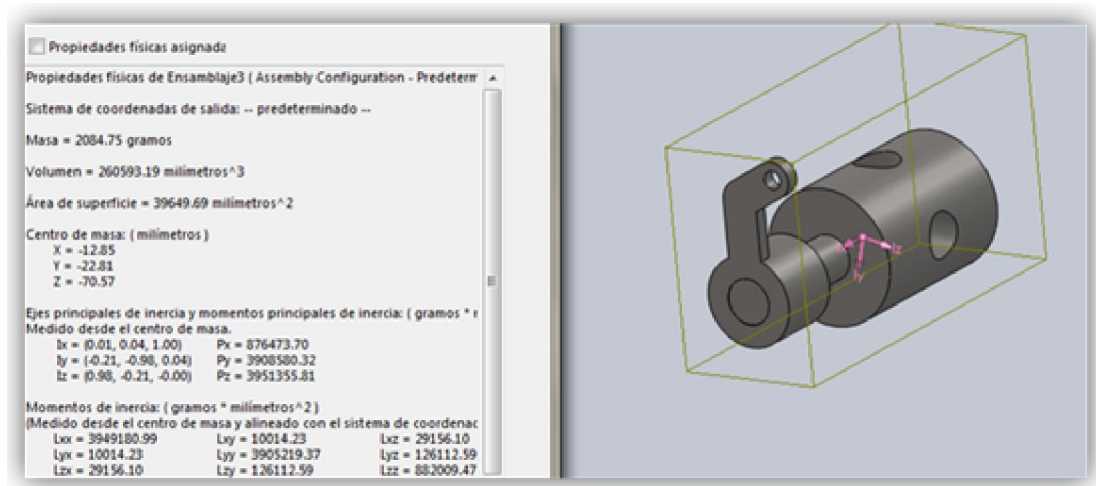 Propiedades físicas asignada
Propiedades físicas de Ensamblaje3 ( Assembly Configuration - Predeterm
Sistema de coordenadas de salida: -- predeterminado --
Masa = 2084.75 gramos
Volumen = 260593.19 milímetros^3
Área de superficie = 39649.69 milímetros^2
Centro de masa: ( milímetros )
X = -12.85
Y = -22.81
Z = -70.57
Ejes principales de inercia y momentos principales de inercia: ( gramos *
Medido desde el centro de masa.
Ix = (0.01, 0.04, 1.00) Px = 876473.70
Iy = (-0.21, -0.98, 0.04) Py = 3908580.32
Iz = (0.98, -0.21, -0.00) Pz = 3951355.81
Momentos de inercia: ( gramos * milímetros^2 )
(Medido desde el centro de masa y alineado con el sistema de coordenac
Lxx = 3949180.99 Lxy = 10014.23 Lxz = 29156.10
Lyx = 10014.23 Lyy = 3905219.37 Lyz = 126112.59
Lzx = 29156.10 Lzy = 126112.59 Lzz = 882009.47
Iz
Iy